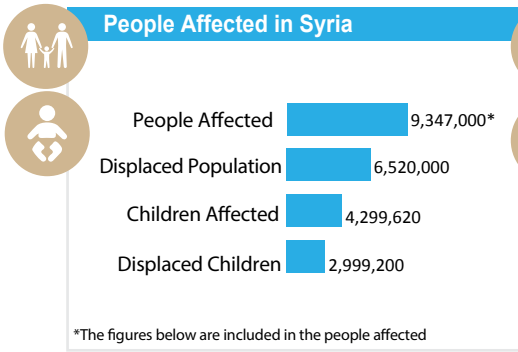 People Affected in Syria
People Affected 9,347,000*
Displaced Population 6,520,000
Children Affected 4,299,620
Displaced Children 2,999,200
*The figures below are included in the people affected